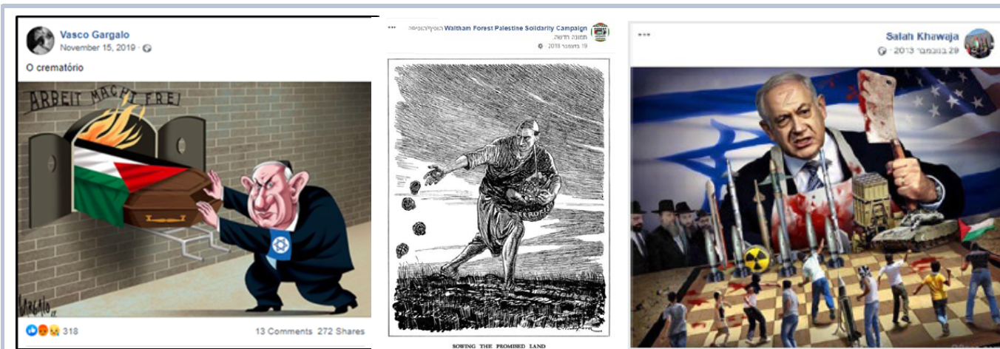 Vasco Gargalo
November 15, 2019
O crematório
ARBEIT MACHT FREI
GARGALO
318
13 Comments 272 Shares
Waltham Forest Palestine Solidarity Campaign הוסיף/הוסיפה
תמונה חדשה.
19 בדצמבר 2018
TERRORISM
SOWING THE PROMISED LAND
Salah Khawaja
29 בנובמבר 2013